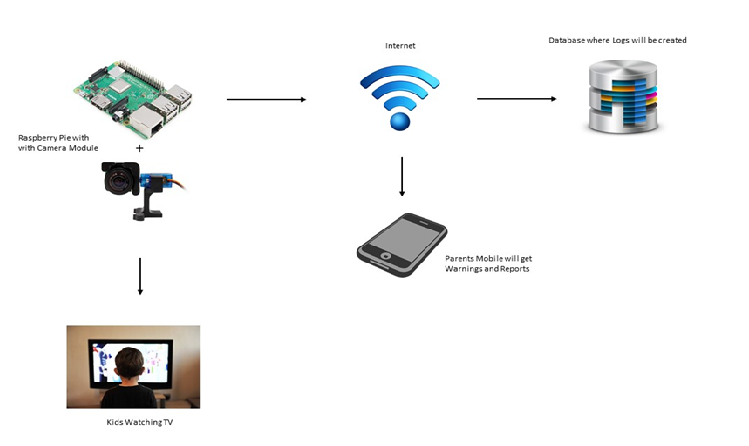 Internet
Database where Logs will be created
Raspberry Pie with
with Camera Module
+
Parents Mobile will get
Warnings and Reports
Kids Watching TV